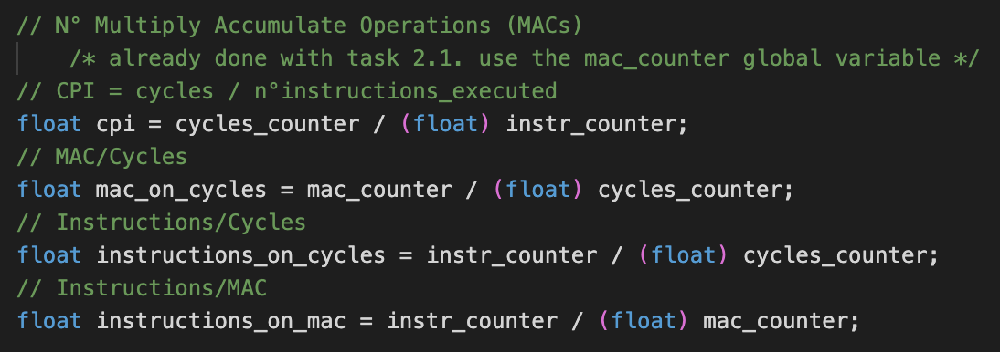 // N° Multiply Accumulate Operations (MACs)
/* already done with task 2.1. use the mac_counter global variable */
// CPI = cycles / n°instructions_executed
float cpi = cycles_counter / (float) instr_counter;
// MAC/Cycles
float mac_on_cycles = mac_counter / (float) cycles_counter;
// Instructions/Cycles
float instructions_on_cycles = instr_counter / (float) cycles_counter;
// Instructions/MAC
float instructions_on_mac = instr_counter / (float) mac_counter;